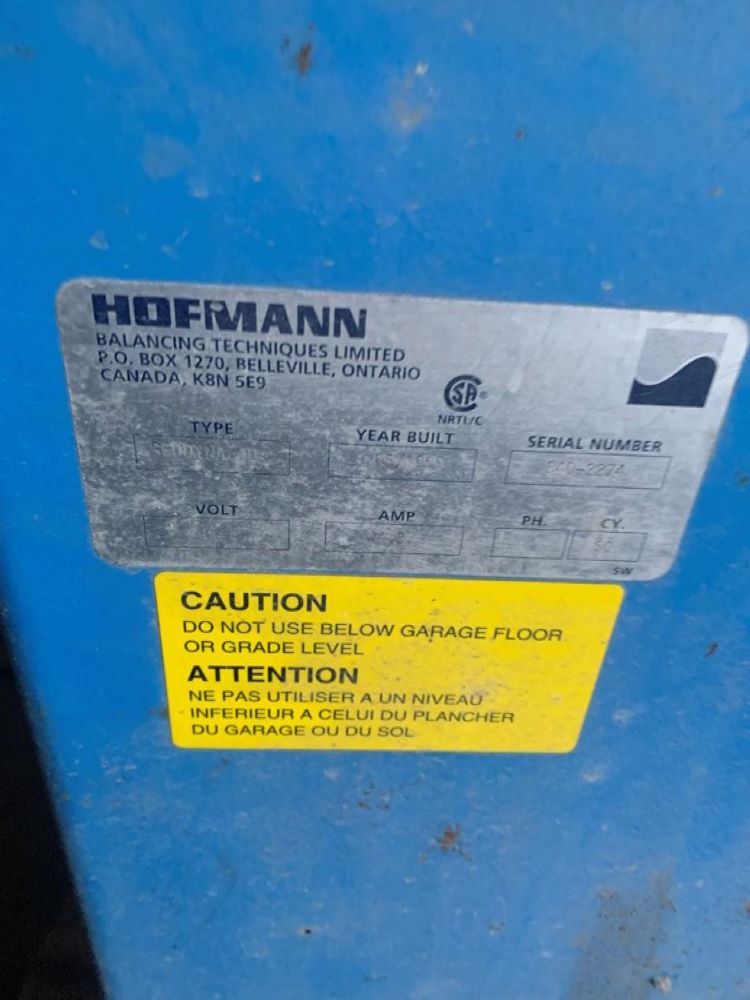 HOFMANN
BALANCING TECHNIQUES LIMITED
P.O. BOX 1270, BELLEVILLE, ONTARIO
CANADA, K8N 5E9
SA
NRTL/C
TYPE
YEAR BUILT
SERIAL NUMBER
VOLT
AMP
PH.
CY.
SW
CAUTION
DO NOT USE BELOW GARAGE FLOOR
OR GRADE LEVEL
ATTENTION
NE PAS UTILISER A UN NIVEAU
INFERIEUR A CELUI DU PLANCHER
DU GARAGE OU DU SOL